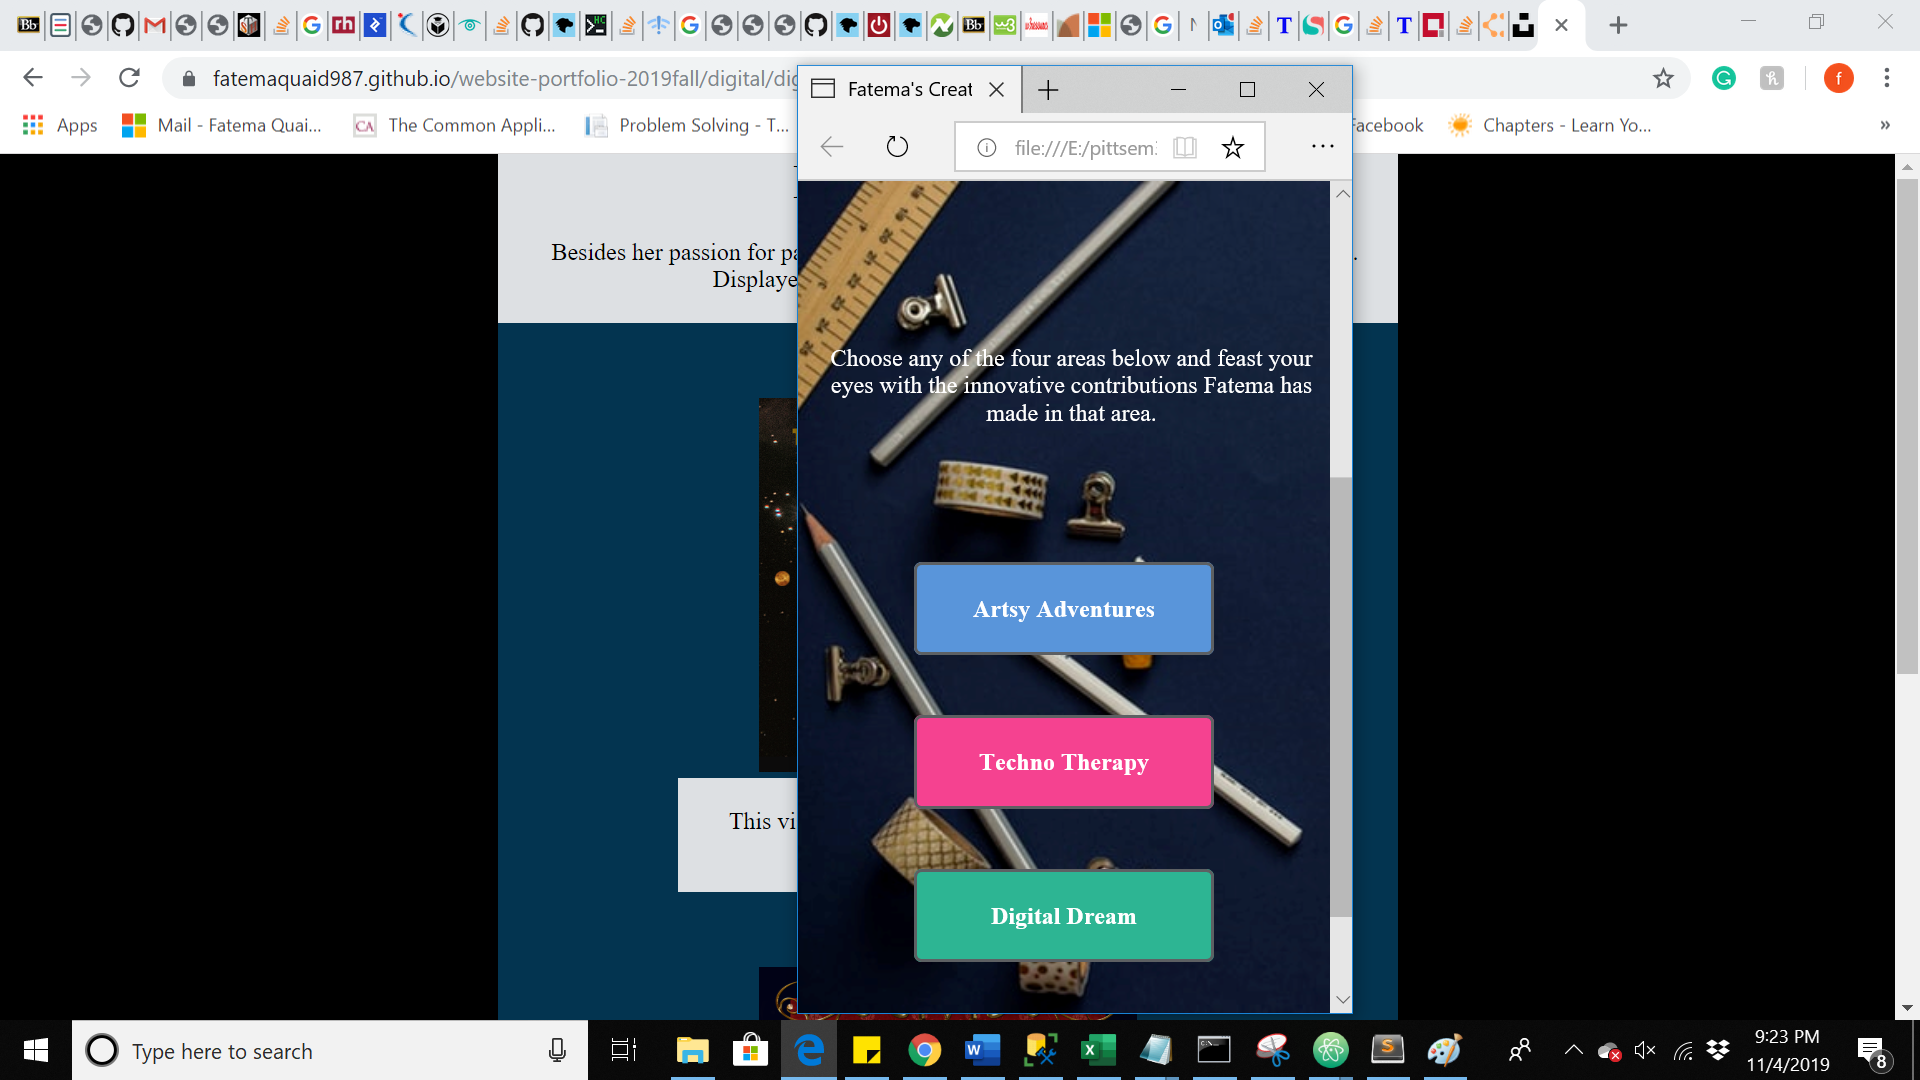 fatemaquaid987.github.io/website-portfolio-2019fall/digital/dig
Apps
Mail - Fatema Quai...
The Common Appli...
Problem Solving - T...
acebook
Chapters - Learn Yo...
»
Fatema's Creat
file:///E:/pittsem
Besides her passion for pa
Displaye
Choose any of the four areas below and feast your
eyes with the innovative contributions Fatema has
made in that area.
Artsy Adventures
Techno Therapy
This vi
Digital Dream
Type here to search
9:23 PM
11/4/2019
8